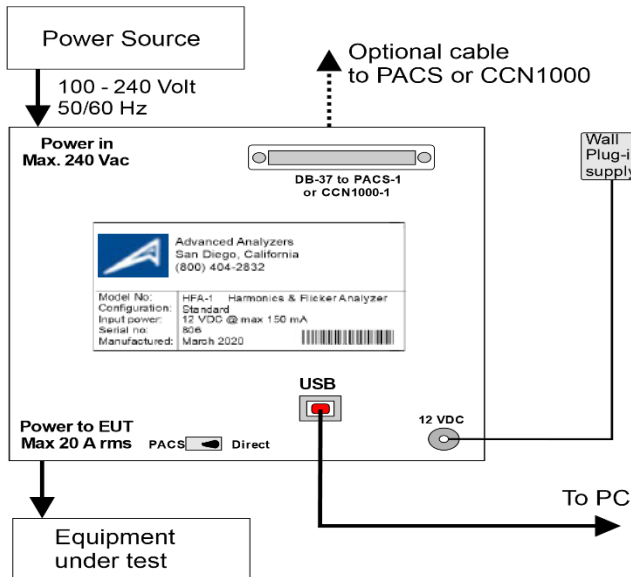 Power Source
100 - 240 Volt
50/60 Hz
Optional cable
to PACS or CCN1000
Power in
Max. 240 Vac
DB-37 to PACS-1
or CCN1000-1
Wall
Plug-i
supply
Advanced Analyzers
San Diego, California
(800) 404-2832
Model No: HFA-1 Harmonics & Flicker Analyzer
Configuration: Standard
Input power: 12 VDC @ max 150 mA
Serial no: 806
Manufactured: March 2020
USB
12 VDC
Power to EUT
Max 20 A rms
PACS Direct
To PC
Equipment
under test